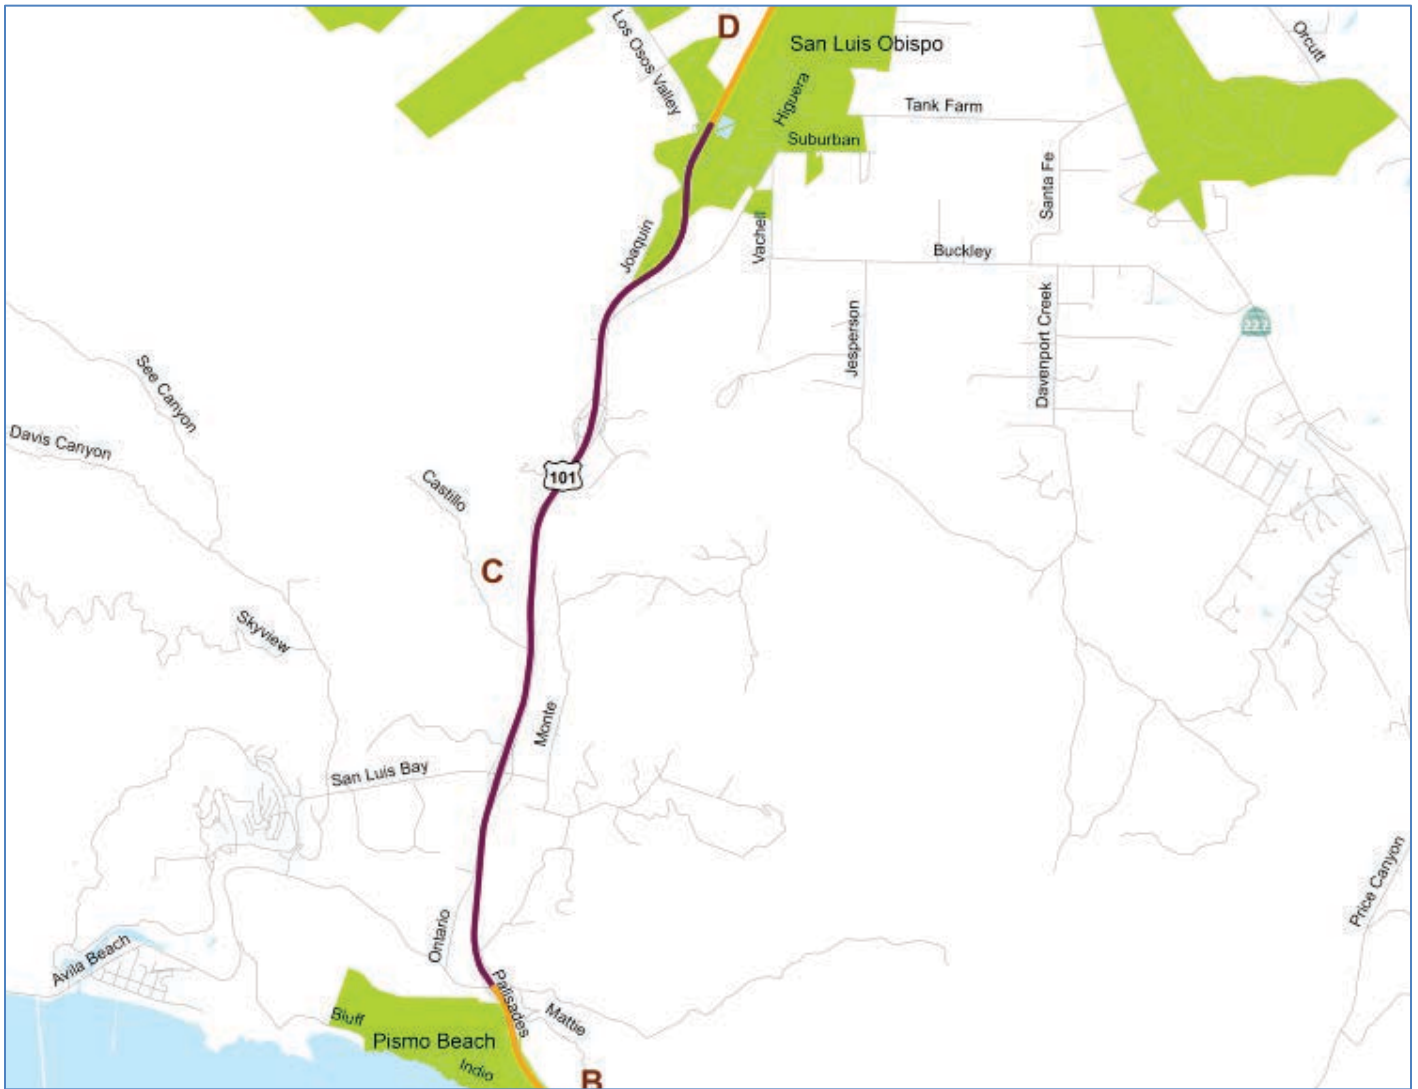 D
San Luis Obispo
Los Osos Valley
Orcutt
Higuera
Tank Farm
Suburban
Santa Fe
Joaquin
Vachell
Buckley
Davenport Creek
Jesperson
227
See Canyon
Davis Canyon
101
Castillo
C
Skyview
Monte
San Luis Bay
Price Canyon
Ontario
Avila Beach
Palisades
Mattie
Bluff
Pismo Beach
Indio
B